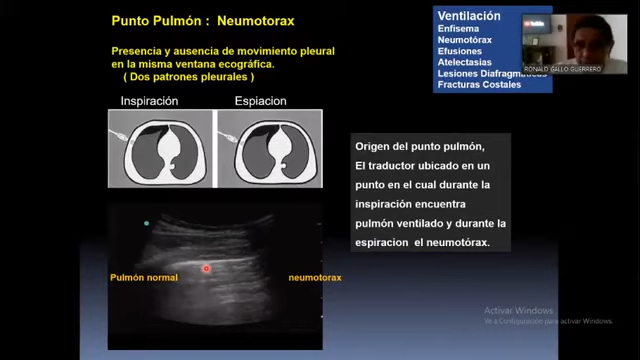 Punto Pulmón : Neumotorax
Presencia y ausencia de movimiento pleural
en la misma ventana ecográfica.
( Dos patrones pleurales )
Inspiración
Espiacion
Pulmón normal
neumotorax
Ventilación
Enfisema
Neumotórax
Efusiones
Atelectasias
Lesiones Diafragmáticas
Fracturas Costales
RONALD GALLO GUERRERO
Origen del punto pulmón,
El traductor ubicado en un
punto en el cual durante la
inspiración encuentra
pulmón ventilado y durante la
espiracion el neumotórax.
Activar Windows
Ve a Configuración para activar Windows.